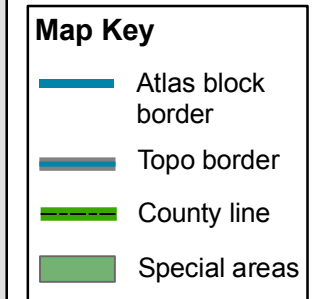 Map Key
Atlas block
border
Topo border
County line
Special areas